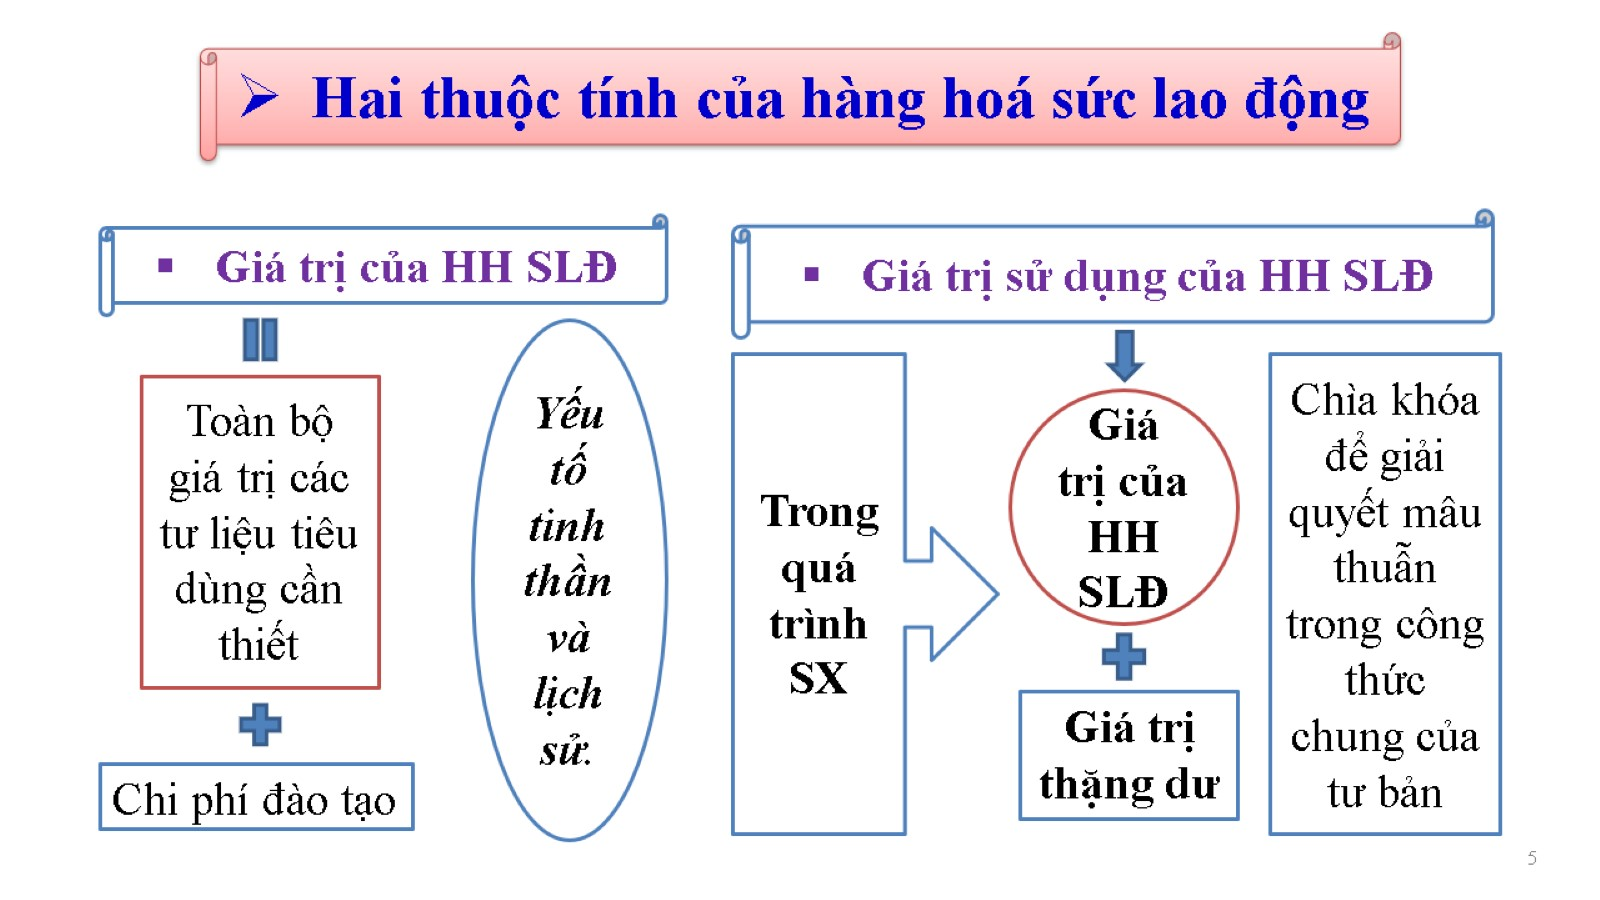 Hai thuộc tính của hàng hoá sức lao động
Giá trị của HH SLĐ
Toàn bộ
giá trị các
tư liệu tiêu
dùng cần
thiết
Chi phí đào tạo
Yếu
tố
tinh
thần
và
lịch
sử.
Giá trị sử dụng của HH SLĐ
Trong
quá
trình
SX
Giá
trị của
HH
SLĐ
Giá trị
thặng dư
Chìa khóa
để giải
quyết mâu
thuẫn
trong công
thức
chung của
tư bản
5